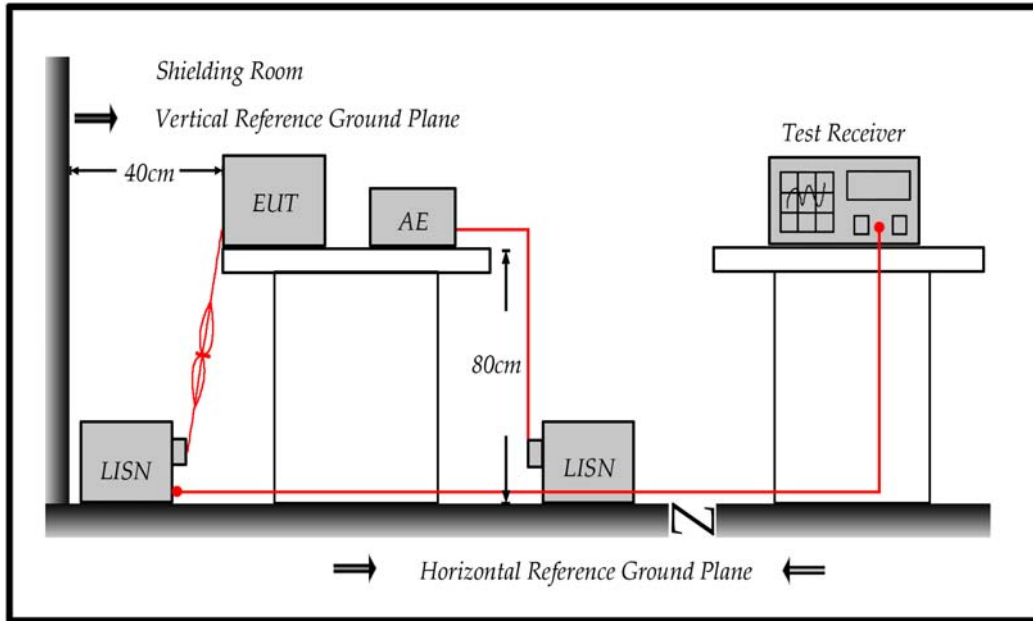 Shielding Room
Vertical Reference Ground Plane
Test Receiver
40cm
EUT
AE
80cm
LISN
LISN
Horizontal Reference Ground Plane